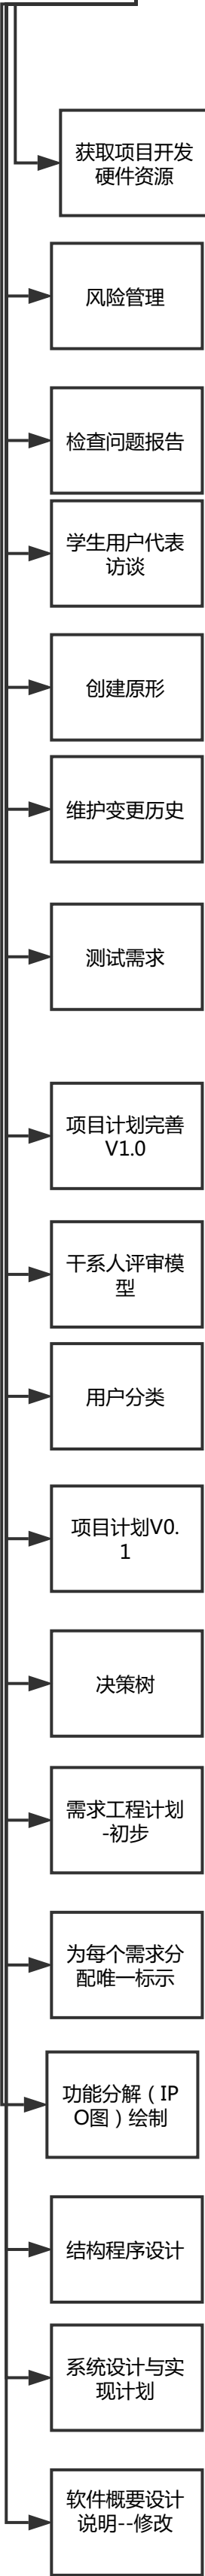 获取项目开发
硬件资源
风险管理
检查问题报告
学生用户代表
访谈
创建原形
维护变更历史
测试需求
项目计划完善
V1.0
干系人评审模
型
用户分类
项目计划V0.
1
决策树
需求工程计划
-初步
为每个需求分
配唯一标示
功能分解（IP
O图）绘制
结构程序设计
系统设计与实
现计划
软件概要设计
说明--修改